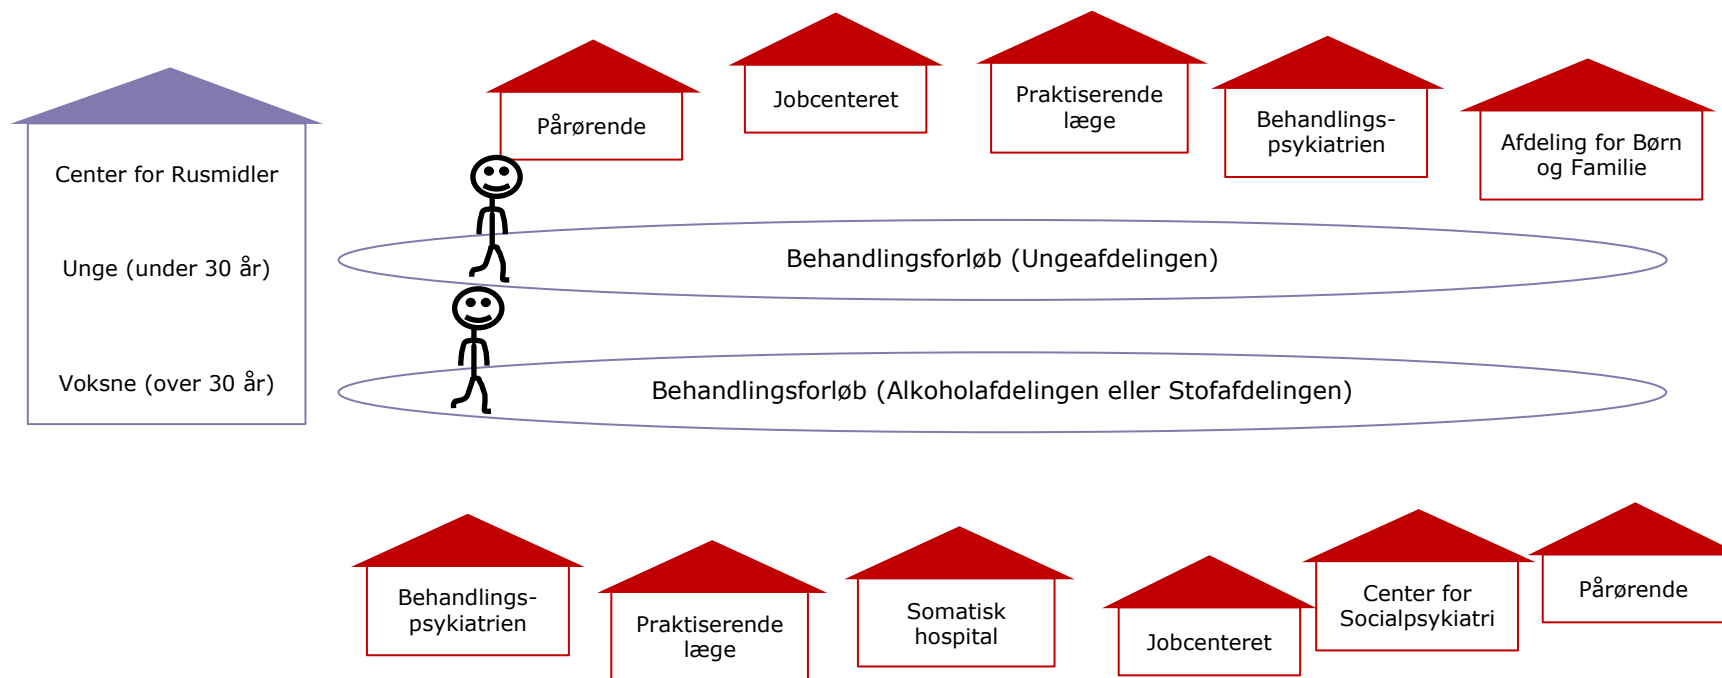 Center for Rusmidler
Unge (under 30 år)
Voksne (over 30 år)
Pårørende
Jobcenteret
Praktiserende
læge
Behandlings-
psykiatrien
Afdeling for Børn
og Familie
Behandlingsforløb (Ungeafdelingen)
Behandlingsforløb (Alkoholafdelingen eller Stofafdelingen)
Behandlings-
psykiatrien
Praktiserende
læge
Somatisk
hospital
Jobcenteret
Center for
Socialpsykiatri
Pårørende